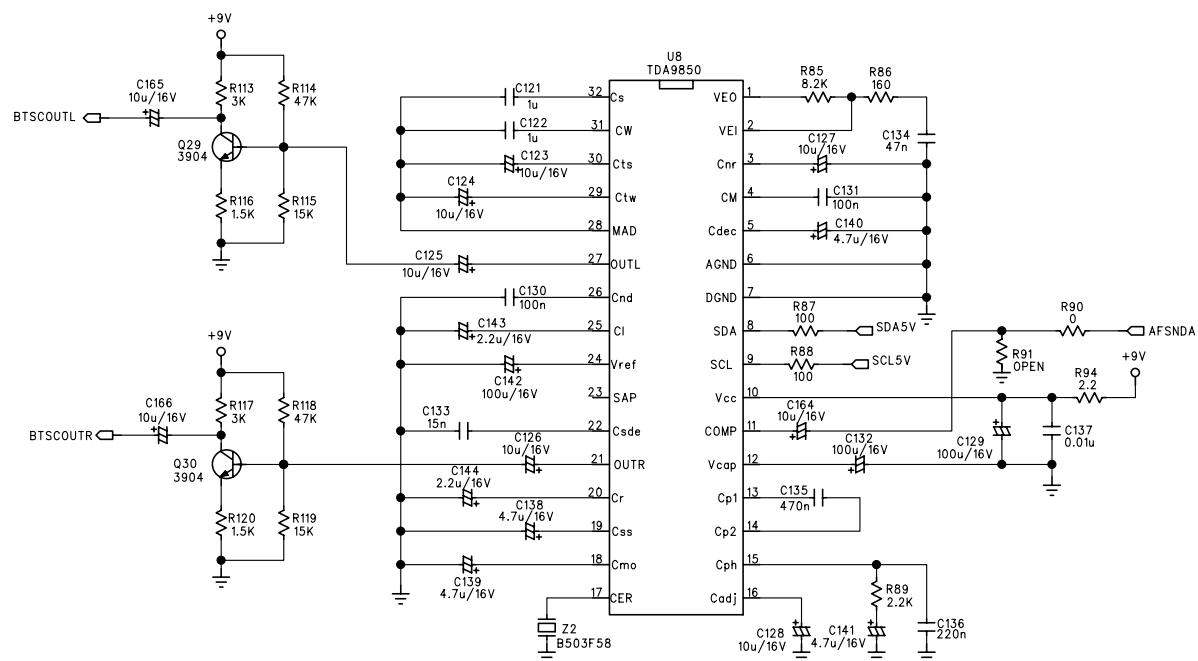 +9V
C165
10u/16V
BTSCOUTL
R113
3K
R114
47K
Q29
3904
R116
1.5K
R115
15K
U8
TDA9850
C121
1u
C122
1u
C123
10u/16V
C124
10u/16V
C125
10u/16V
C130
100n
C143
2.2u/16V
C142
100u/16V
C133
15n
C126
10u/16V
C144
2.2u/16V
C138
4.7u/16V
C139
4.7u/16V
Z2
B503F58
+9V
C166
10u/16V
BTSCOUTR
R117
3K
R118
47K
Q30
3904
R120
1.5K
R119
15K
32 Cs
31 CW
30 Cts
29 Ctw
28 MAD
27 OUTL
26 Cnd
25 CI
24 Vref
23 SAP
22 Csde
21 OUTR
20 Cr
19 Css
18 Cmo
17 CER
VEO 1
VEI 2
Cnr 3
CM 4
Cdec 5
AGND 6
DGND 7
SDA 8
SCL 9
Vcc 10
COMP 11
Vcap 12
Cp1 13
Cp2 14
Cph 15
Cadj 16
R85
8.2K
R86
160
C134
47n
C127
10u/16V
C131
100n
C140
4.7u/16V
R87
100
SDA5V
R88
100
SCL5V
R90
0
AFSNDA
R91
OPEN
+9V
R94
2.2
C164
10u/16V
C132
100u/16V
C129
100u/16V
C137
0.01u
C135
470n
R89
2.2K
C128
10u/16V
C141
4.7u/16V
C136
220n